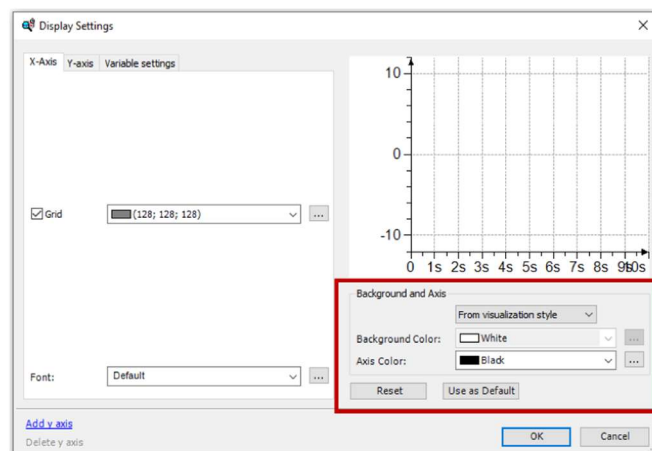 Display Settings
X-Axis Y-axis Variable settings
Grid
(128; 128; 128)
...
Font:
Default
...
10
0
-10
0 1s 2s 3s 4s 5s 6s 7s 8s 9s 10s
Background and Axis
From visualization style
Background Color:
White
...
Axis Color:
Black
...
Reset
Use as Default
Add y axis
Delete y axis
OK
Cancel